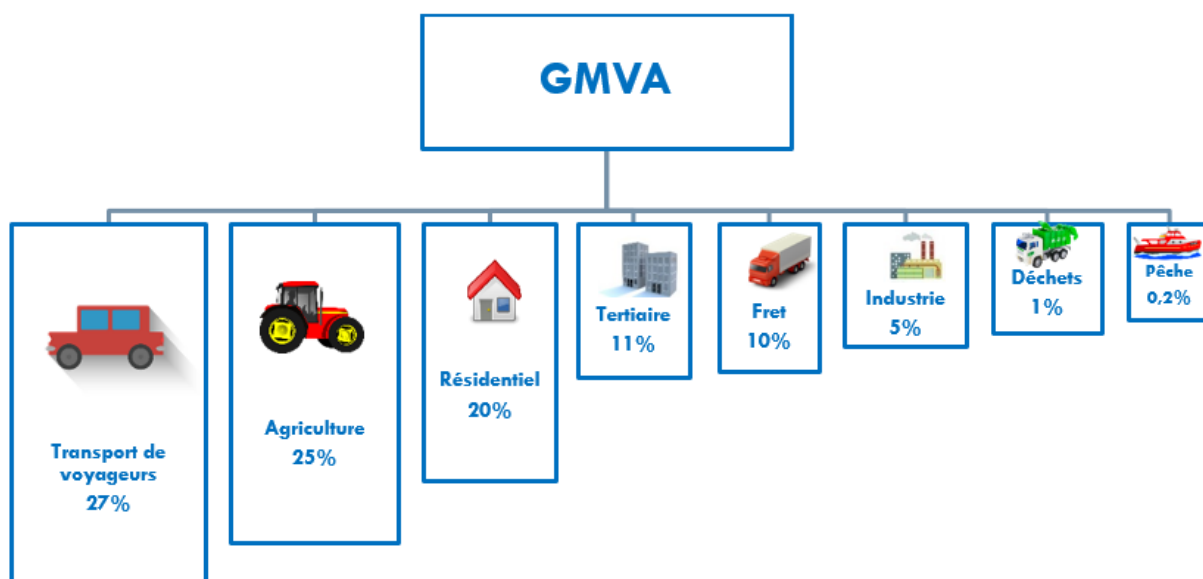 GMVA
Transport de
voyageurs
27%
Agriculture
25%
Résidentiel
20%
Tertiaire
11%
Fret
10%
Industrie
5%
Déchets
1%
Pêche
0,2%